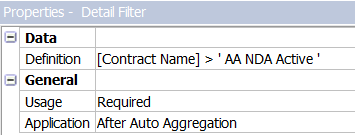 Properties - Detail Filter
Data
Definition [Contract Name] > ' AA NDA Active '
General
Usage Required
Application After Auto Aggregation